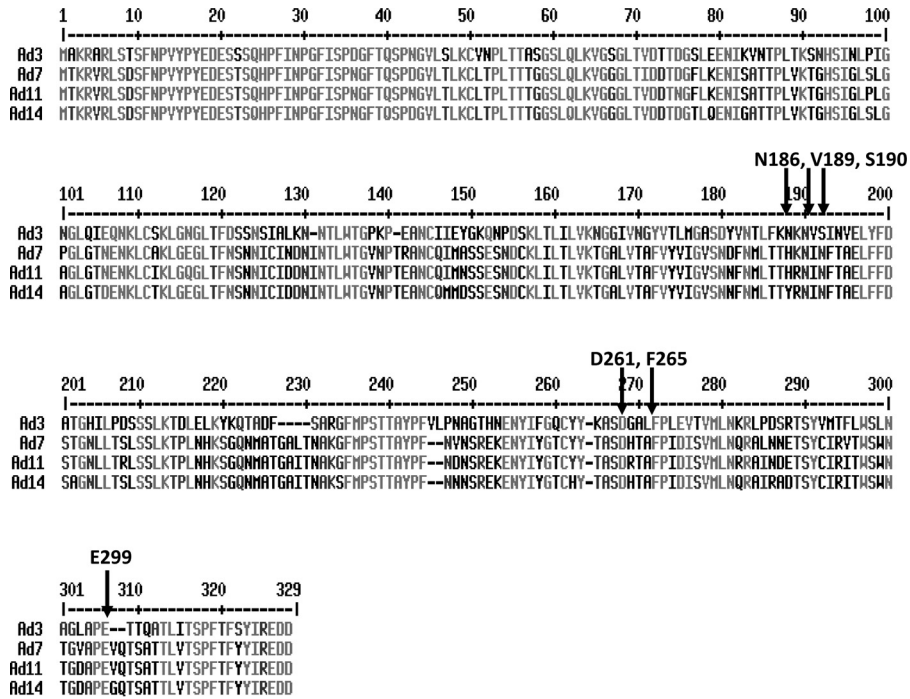 1 10 20 30 40 50 60 70 80 90 100
|--------+---------+---------+---------+---------+---------+---------+---------+---------+---------|
Ad3 MAKRARLSTSFNPVYPYEDESSSQHPFINPGFISPDGFTQSPNGVLSLKCVNPLTTASGSLQLKVGSGLTVDTTDGSLEENIKVNTPLTKSNHSINLPIG
Ad7 MTKRVRLSDSFNPVYPYEDESTSQHPFINPGFISPNGFTQSPDGVLTLKCLTPLTTTGGSLQLKVGGGLTIDDTDGFLKENISATTPLVKTGHSIGLSLG
Ad11 MTKRVRLSDSFNPVYPYEDESTSQHPFINPGFISPNGFTQSPDGVLTLKCLTPLTTTGGSLQLKVGGGLTVDDTNGFLKENISATTPLVKTGHSIGLPLG
Ad14 MTKRVRLSDSFNPVYPYEDESTSQHPFINPGFISPNGFTQSPDGVLTLKCLTPLTTTGGSLQLKVGGGLTVDDTDGTLQENIGATTPLVKTGHSIGLSLG
N186, V189, S190
101 110 120 130 140 150 160 170 180 190 200
|--------+---------+---------+---------+---------+---------+---------+---------+---------+---------|
Ad3 NGLQIEQNKLCSKLGNGLTFDSSNSIALKN-NTLWTGPKP-EANCIIEYGKQNPDSKLTLILVKNGGIVNGYVTLMGASDYVNTLFKNKNVSINVELYFD
Ad7 PGLGTNENKLCAKLGEGLTFNSNNICINDNINTLWTGVNPTRANCQIMASSESNDCKLILTLVKTGALVTAFVYVIGVSNDFNMLTTHKNINFTAELFFD
Ad11 AGLGTNENKLCIKLGQGLTFNSNNICIDDNINTLWTGVNPTEANCQIMNSSESNDCKLILTLVKTGALVTAFVYVIGVSNNFNMLTTHRNINFTAELFFD
Ad14 AGLGTDENKLCTKLGEGLTFNSNNICIDDNINTLWTGVNPTEANCQMMDSSESNDCKLILTLVKTGALVTAFVYVIGVSNNFNMLTTYRNINFTAELFFD
D261, F265
201 210 220 230 240 250 260 270 280 290 300
|--------+---------+---------+---------+---------+---------+---------+---------+---------+---------|
Ad3 ATGHILPDSSSLKTDLELKYKQTADF----SARGFMPSTTAYPFVLPNAGTHNENYIFGQCYY-KASDGALFPLEVTVMLNKRLPDSRTSYVMTFLWSLN
Ad7 STGNLLTSLSSLKTPLNHKSGQNMATGALTNAKGFMPSTTAYPF--NVNSREKENYIYGTCYY-TASDHTAFPIDISVMLNQRALNNETSYCIRVTWSWN
Ad11 STGNLLTRLSSLKTPLNHKSGQNMATGAITNAKGFMPSTTAYPF--NDNSREKENYIYGTCYY-TASDRTAFPIDISVMLNRRAINDETSYCIRITWSWN
Ad14 SAGNLLTSLSSLKTPLNHKSGQNMATGAITNAKSFMPSTTAYPF--NNNSREKENYIYGTCHY-TASDHTAFPIDISVMLNQRAIRADTSYCIRITWSWN
E299
301 310 320 329
|--------+---------+--------|
Ad3 AGLAPE--TTQATLITSPFTFSYIREDD
Ad7 TGVAPEVQTSATTLVTSPFTFYYIREDD
Ad11 TGDAPEVQTSATTLVTSPFTFYYIREDD
Ad14 TGDAPEGQTSATTLVTSPFTFYYIREDD